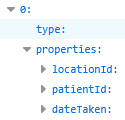 0:
type:
properties:
locationId:
patientId:
dateTaken: